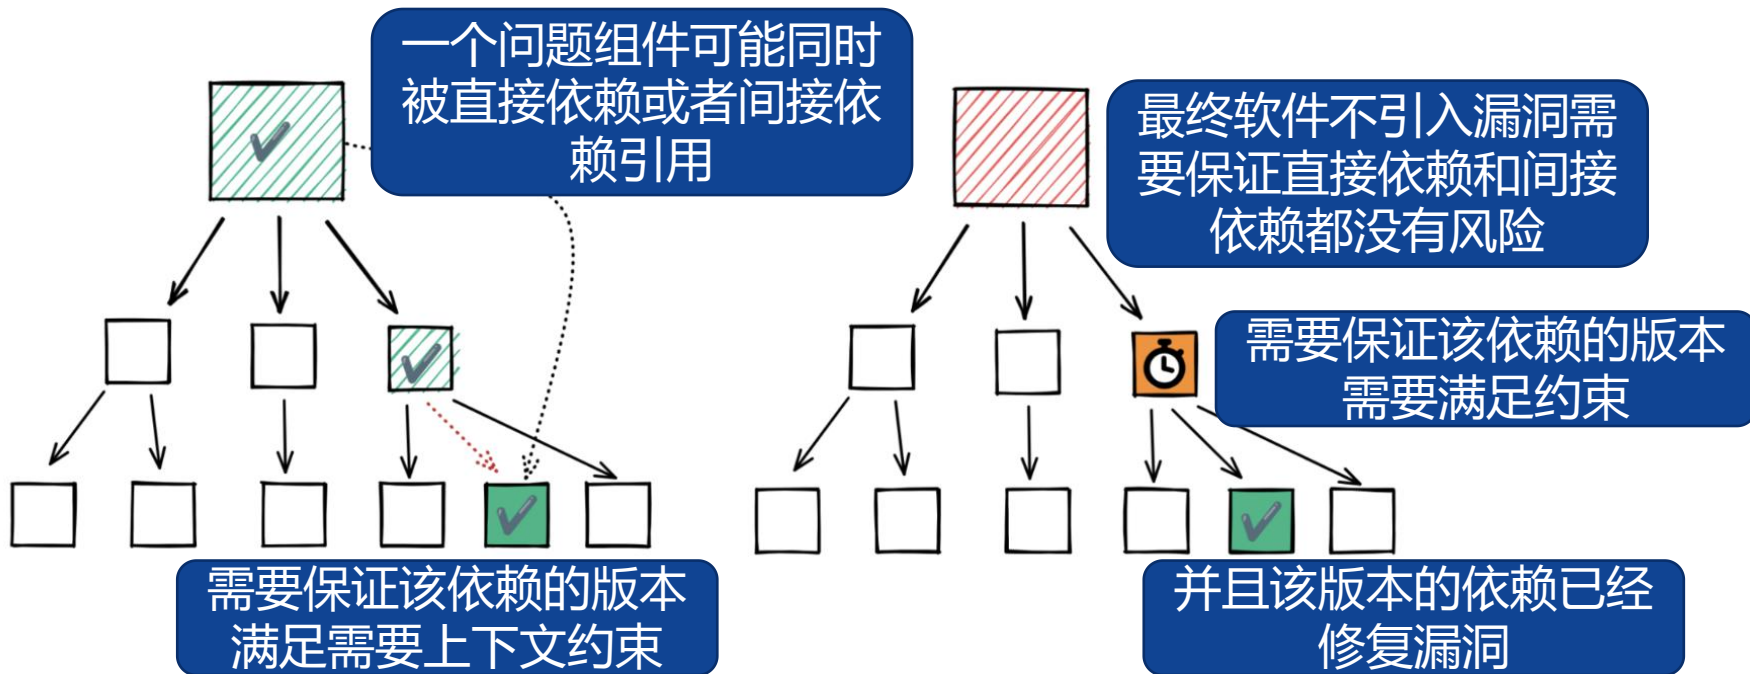 一个问题组件可能同时
被直接依赖或者间接依
赖引用
最终软件不引入漏洞需
要保证直接依赖和间接
依赖都没有风险
需要保证该依赖的版本
需要满足约束
需要保证该依赖的版本
满足需要上下文约束
并且该版本的依赖已经
修复漏洞